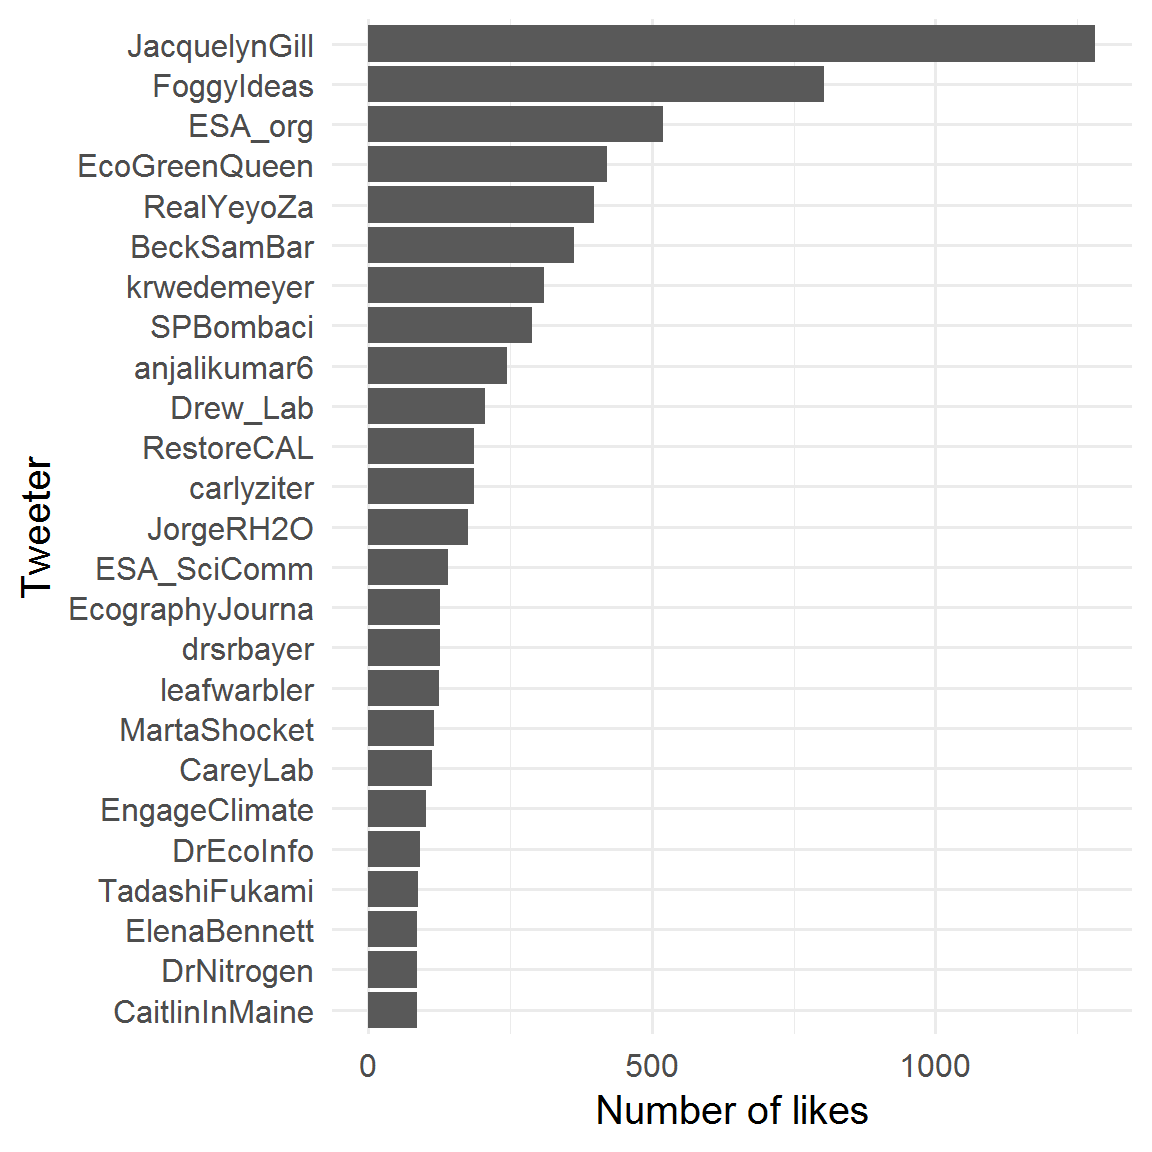 JacquelynGill
FoggyIdeas
ESA_org
EcoGreenQueen
RealYeyoZa
BeckSamBar
krwedemeyer
SPBombaci
anjalikumar6
Drew_Lab
RestoreCAL
carlyziter
JorgeRH2O
ESA_SciComm
EcographyJourna
drsrbayer
leafwarbler
MartaShocket
CareyLab
EngageClimate
DrEcoInfo
TadashiFukami
ElenaBennett
DrNitrogen
CaitlinInMaine
Tweeter
0 500 1000
Number of likes